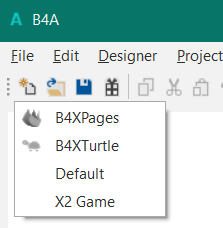 B4A
File Edit Designer Project
B4XPages
B4XTurtle
Default
X2 Game